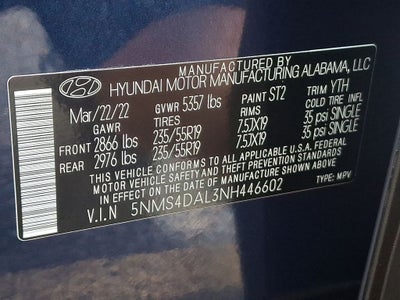 MANUFACTURED BY
HYUNDAI MOTOR MANUFACTURING ALABAMA, LLC
Mar/22/22 GVWR 5357 lbs PAINT ST2 TRIM YTH
GAWR TIRES RIMS COLD TIRE INFL
FRONT 2866 lbs 235/55R19 7.5JX19 35 psi SINGLE
REAR 2976 lbs 235/55R19 7.5JX19 35 psi SINGLE
THIS VEHICLE CONFORMS TO ALL APPLICABLE U.S.A. FEDERAL
MOTOR VEHICLE SAFETY, BUMPER, AND THEFT PREVENTION STANDARDS
IN EFFECT ON THE DATE OF MANUFACTURE SHOWN ABOVE.
V.I.N 5NMS4DAL3NH446602 TYPE: MPV